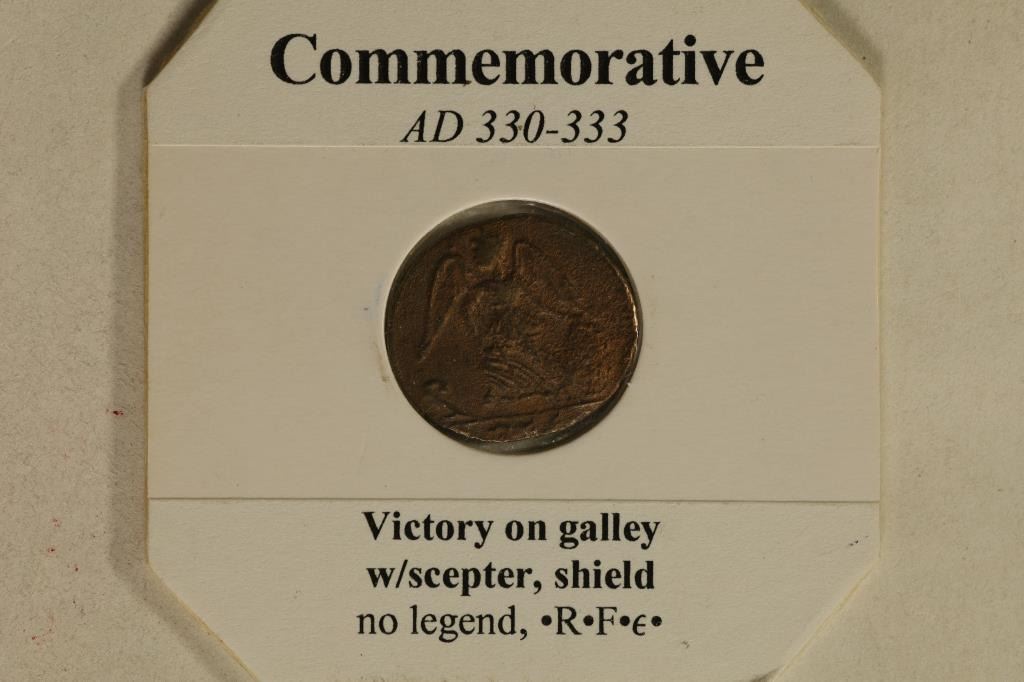 Commemorative
AD 330-333
Victory on galley
w/scepter, shield
no legend, •R•F•ϵ•